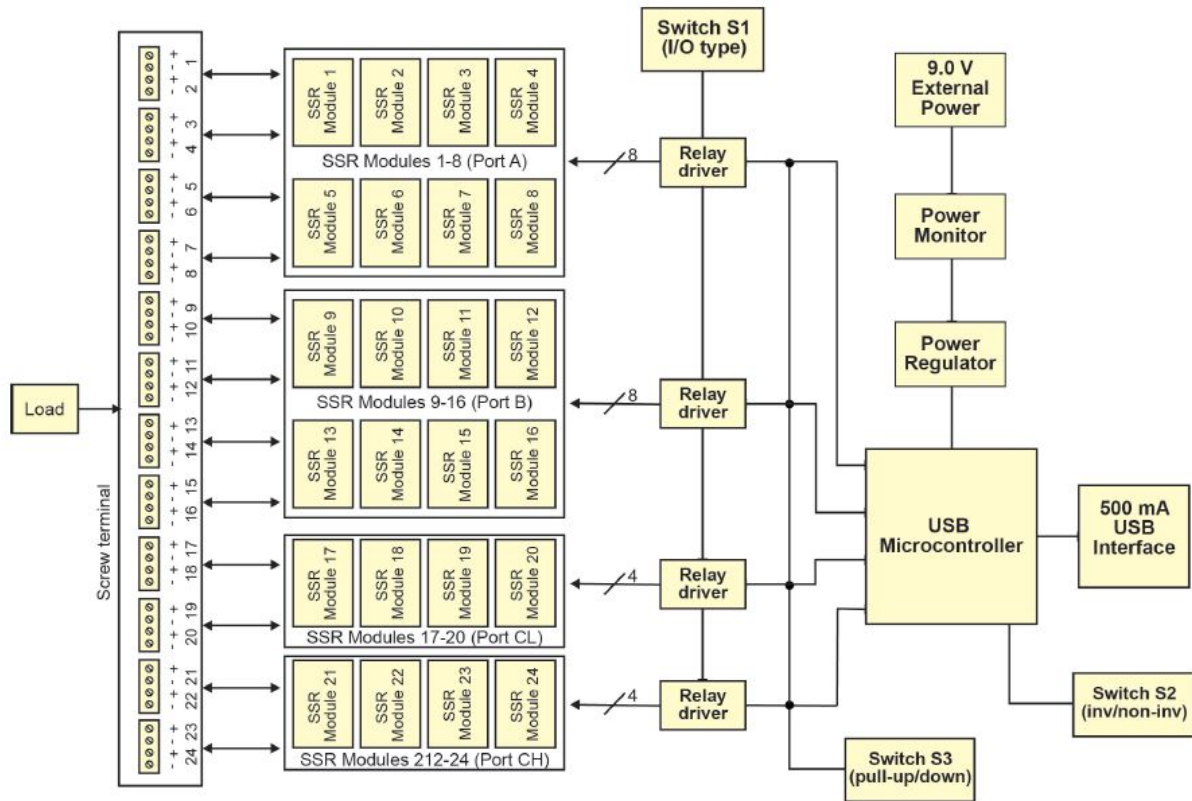 Switch S1
(I/O type)
9.0 V
External
Power
Power
Monitor
Power
Regulator
USB
Microcontroller
500 mA
USB
Interface
Switch S2
(inv/non-inv)
Switch S3
(pull-up/down)
Load
Screw terminal
+ 1
-
+ 2
-
+ 3
-
+ 4
-
+ 5
-
+ 6
-
+ 7
-
+ 8
-
+ 9
-
+ 10
-
+ 11
-
+ 12
-
+ 13
-
+ 14
-
+ 15
-
+ 16
-
+ 17
-
+ 18
-
+ 19
-
+ 20
-
+ 21
-
+ 22
-
+ 23
-
+ 24
-
SSR
Module 1
SSR
Module 2
SSR
Module 3
SSR
Module 4
SSR Modules 1-8 (Port A)
SSR
Module 5
SSR
Module 6
SSR
Module 7
SSR
Module 8
8
Relay
driver
SSR
Module 9
SSR
Module 10
SSR
Module 11
SSR
Module 12
SSR Modules 9-16 (Port B)
SSR
Module 13
SSR
Module 14
SSR
Module 15
SSR
Module 16
8
Relay
driver
SSR
Module 17
SSR
Module 18
SSR
Module 19
SSR
Module 20
SSR Modules 17-20 (Port CL)
4
Relay
driver
SSR
Module 21
SSR
Module 22
SSR
Module 23
SSR
Module 24
SSR Modules 212-24 (Port CH)
4
Relay
driver